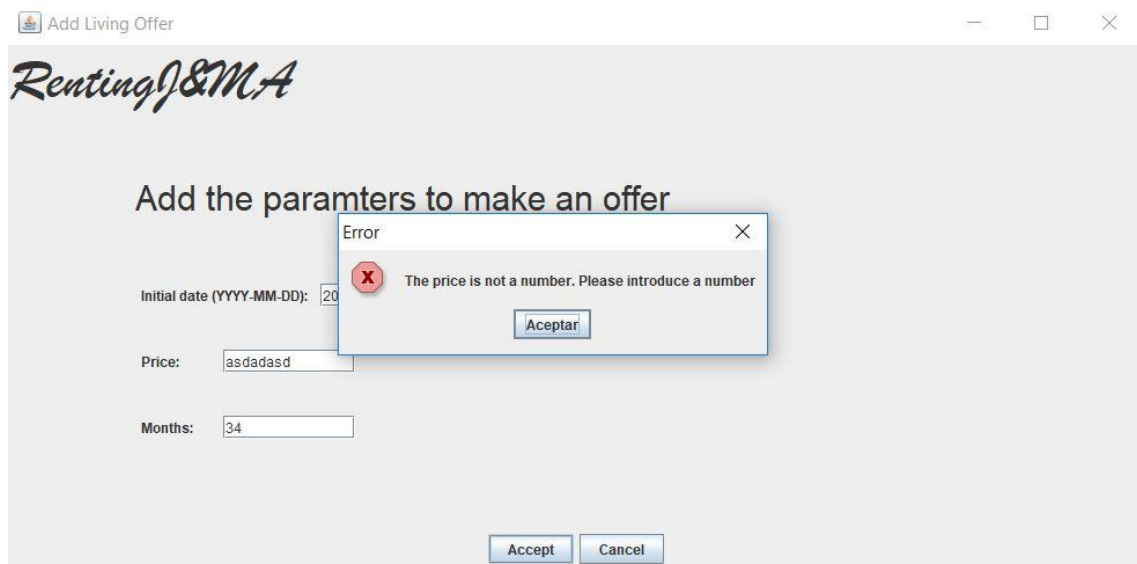 Add Living Offer
RentingJ&MA
Add the paramters to make an offer
Error
The price is not a number. Please introduce a number
Aceptar
Initial date (YYYY-MM-DD): 20
Price: asdadasd
Months: 34
Accept Cancel